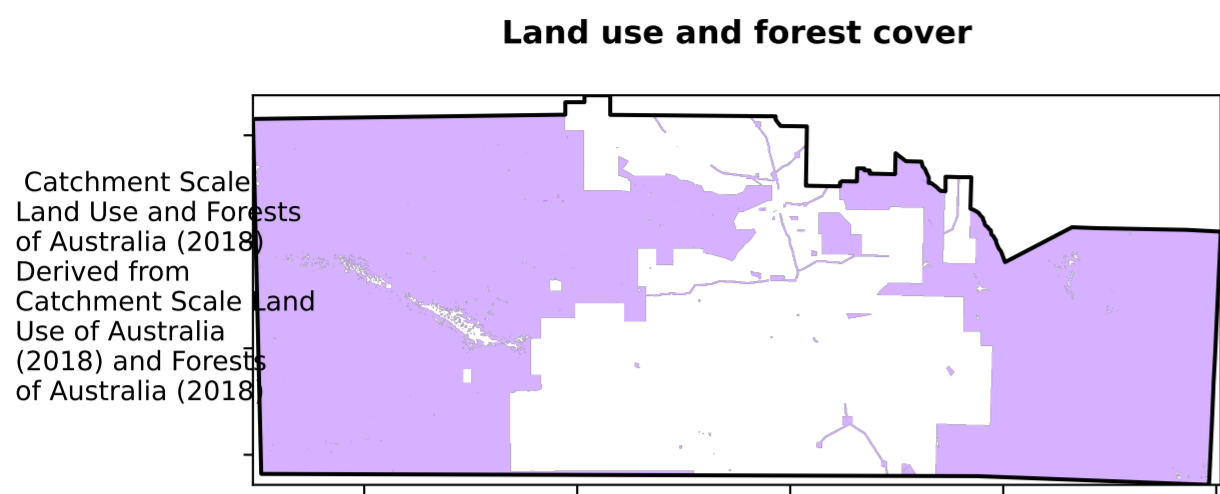 Land use and forest cover
Catchment Scale
Land Use and Forests
of Australia (2018)
Derived from
Catchment Scale Land
Use of Australia
(2018) and Forests
of Australia (2018)